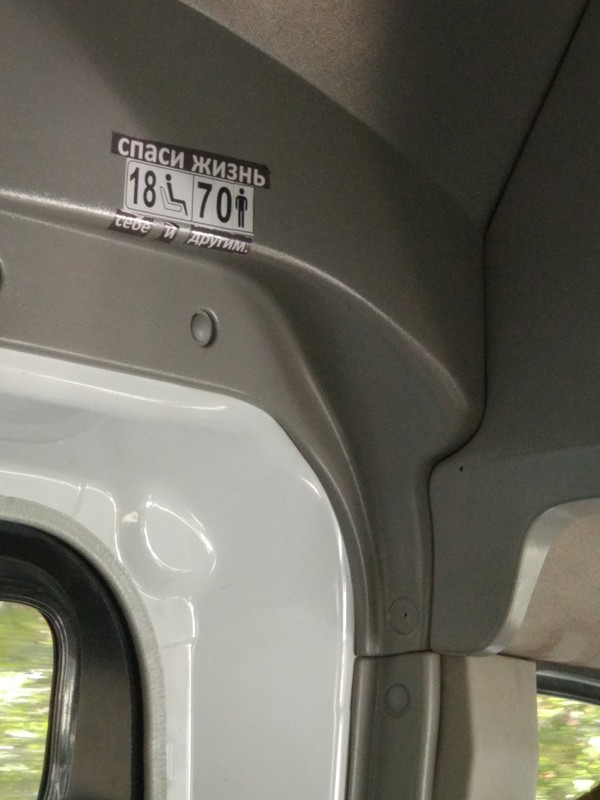 спаси жизнь
18 70
себе и другим.